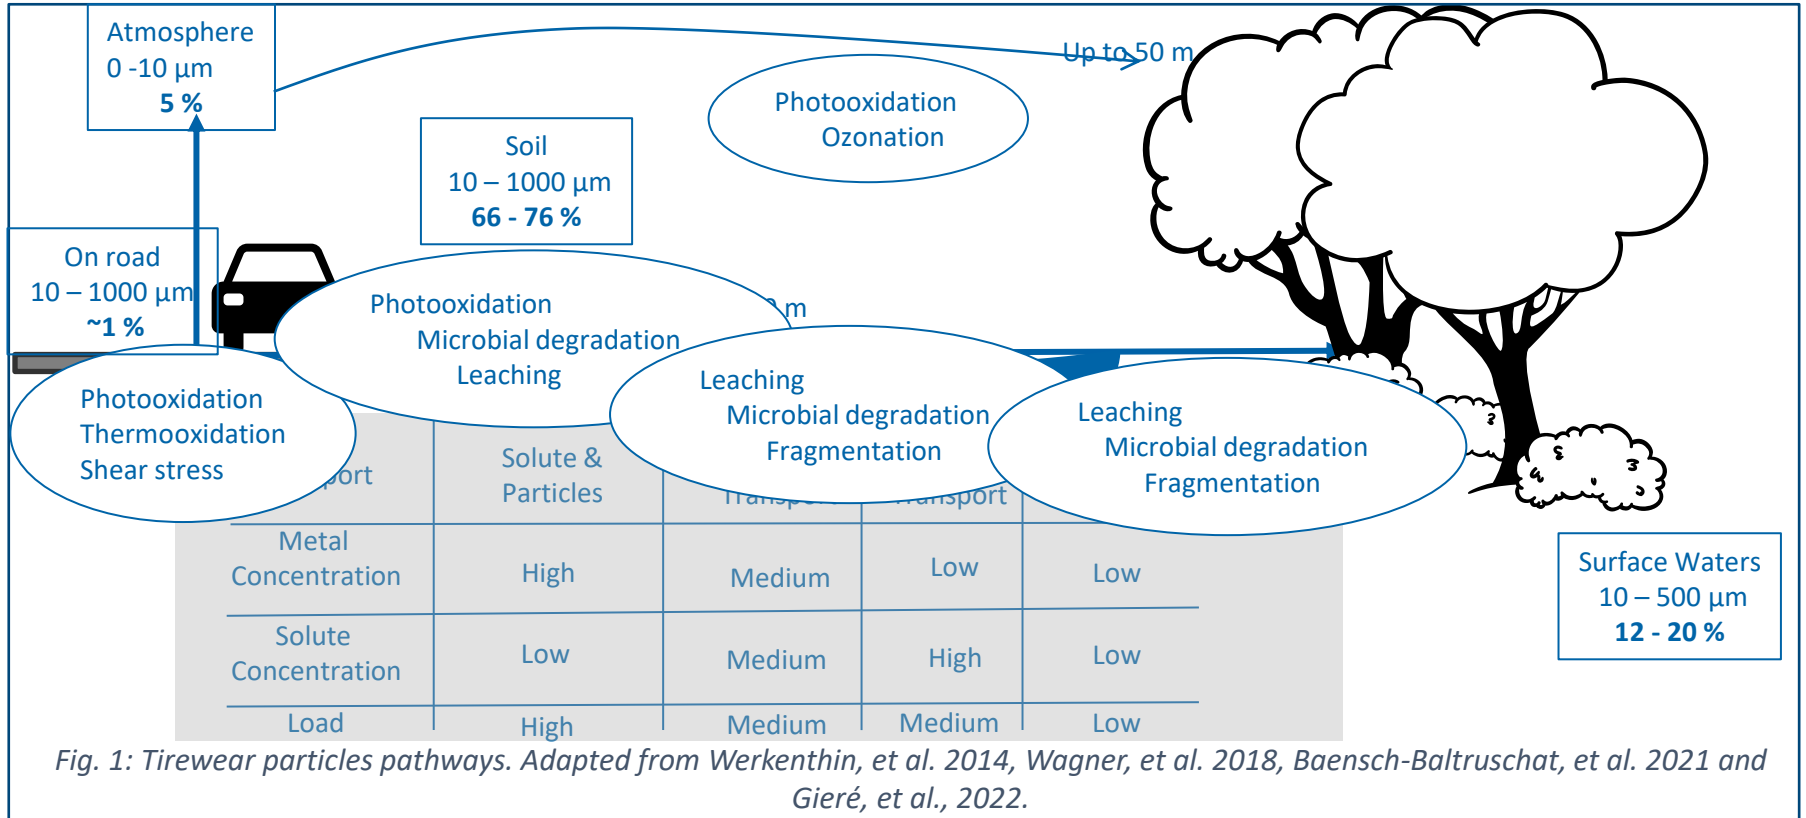 Atmosphere
0 -10 µm
5 %
Up to 50 m
Photooxidation
Ozonation
Soil
10 – 1000 µm
66 - 76 %
On road
10 – 1000 µm
~1 %
m
Photooxidation
Microbial degradation
Leaching
Leaching
Microbial degradation
Fragmentation
Leaching
Microbial degradation
Fragmentation
Photooxidation
Thermooxidation
Shear stress
Solute &
Particles
Transport
Metal
Concentration
High
Medium
Low
Low
Solute
Concentration
Low
Medium
High
Low
Load
High
Medium
Medium
Low
Surface Waters
10 – 500 µm
12 - 20 %
Fig. 1: Tirewear particles pathways. Adapted from Werkenthin, et al. 2014, Wagner, et al. 2018, Baensch-Baltruschat, et al. 2021 and
Gieré, et al., 2022.